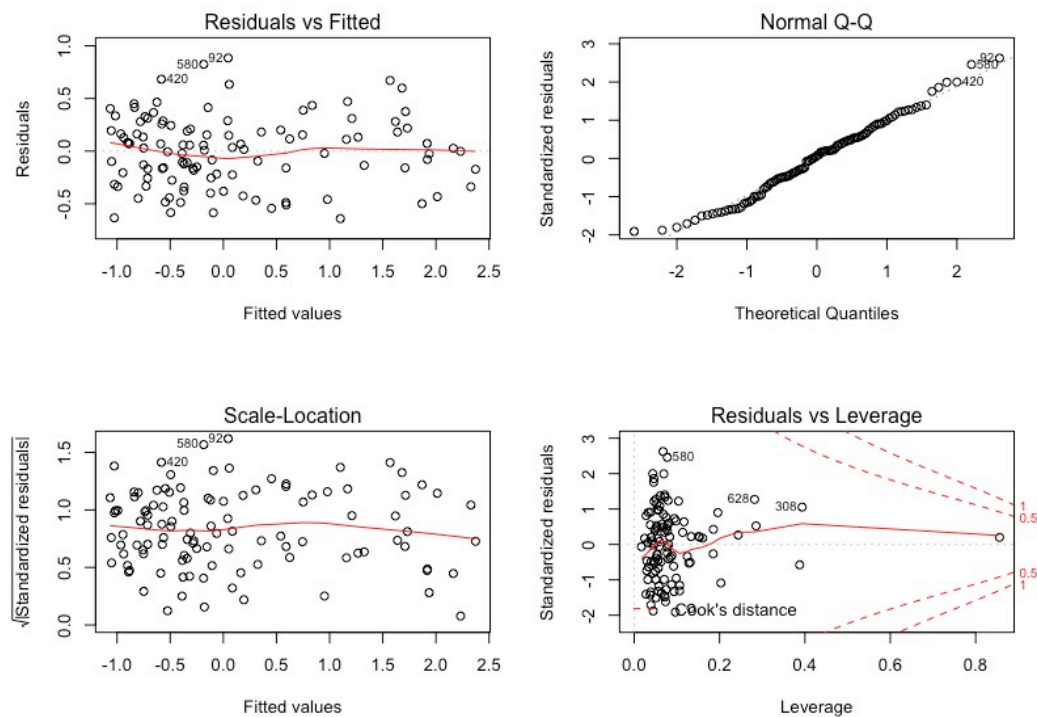 Residuals vs Fitted
Residuals
1.0
0.5
0.0
-0.5
580
92
420
-1.0 -0.5 0.0 0.5 1.0 1.5 2.0 2.5
Fitted values
Normal Q-Q
Standardized residuals
3
2
1
0
-1
-2
92
580
420
-2 -1 0 1 2
Theoretical Quantiles
Scale-Location
√|Standardized residuals|
1.5
1.0
0.5
0.0
580
92
420
-1.0 -0.5 0.0 0.5 1.0 1.5 2.0 2.5
Fitted values
Residuals vs Leverage
Standardized residuals
3
2
1
0
-1
-2
580
628
308
1
0.5
0.5
1
Cook's distance
0.0 0.2 0.4 0.6 0.8
Leverage